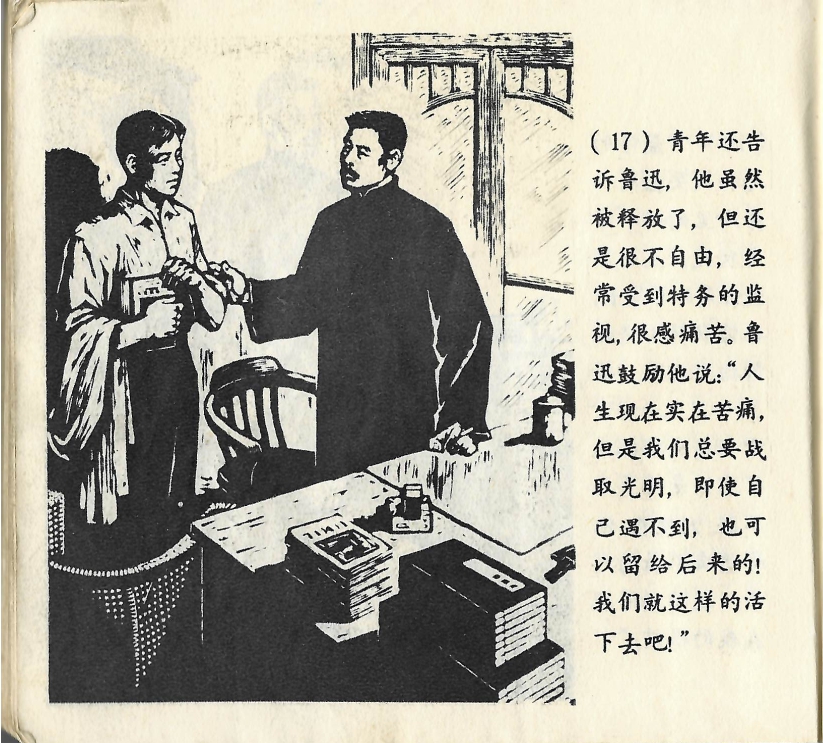 (17) 青年还告
诉鲁迅, 他虽然
被释放了, 但还
是很不自由, 经
常受到特务的监
视, 很感痛苦。鲁
迅鼓励他说:“人
生现在实在苦痛,
但是我们总要战
取光明, 即使自
己遇不到, 也可
以留给后来的!
我们就这样的活
下去吧!”